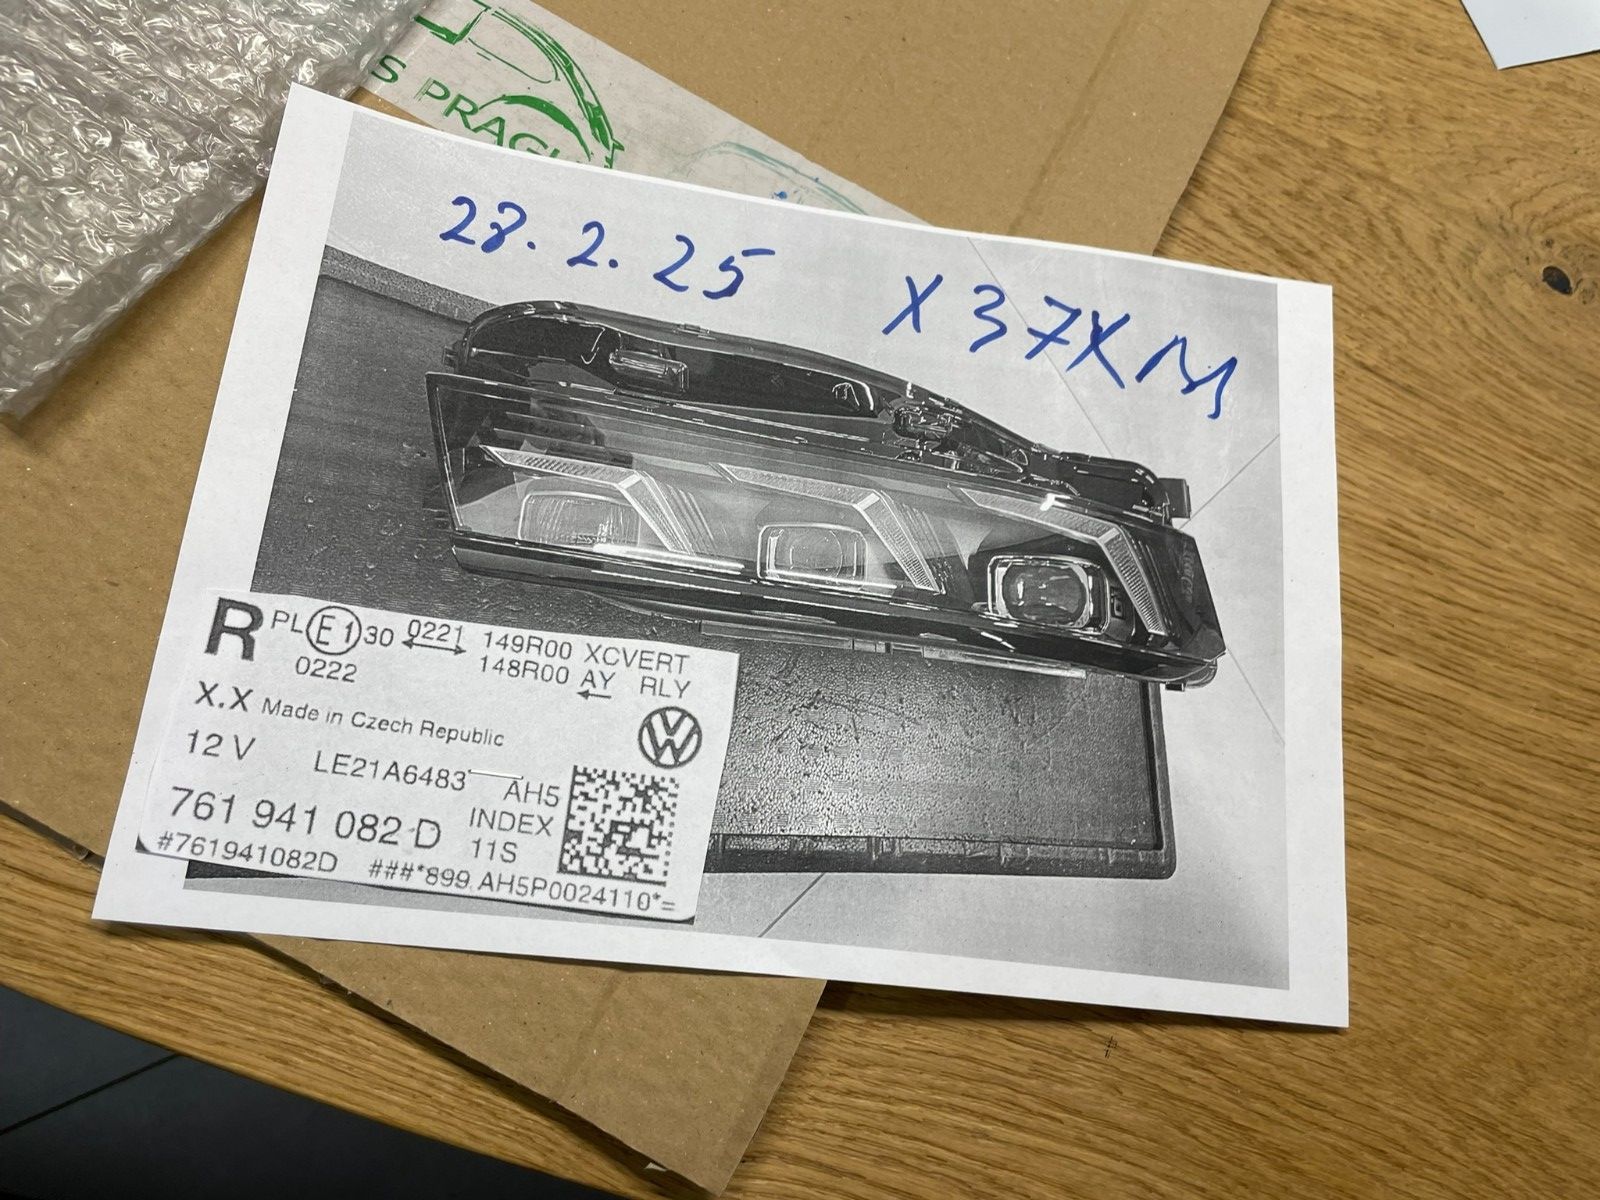 S PRAGU
28. 2. 25 X37XM
R PL E1 30 0221 149R00 XCVERT
0222 148R00 AY RLY
X.X Made in Czech Republic
12 V LE21A6483 AH5
761 941 082 D INDEX
11S
#761941082D ###*899 AH5P0024110*=